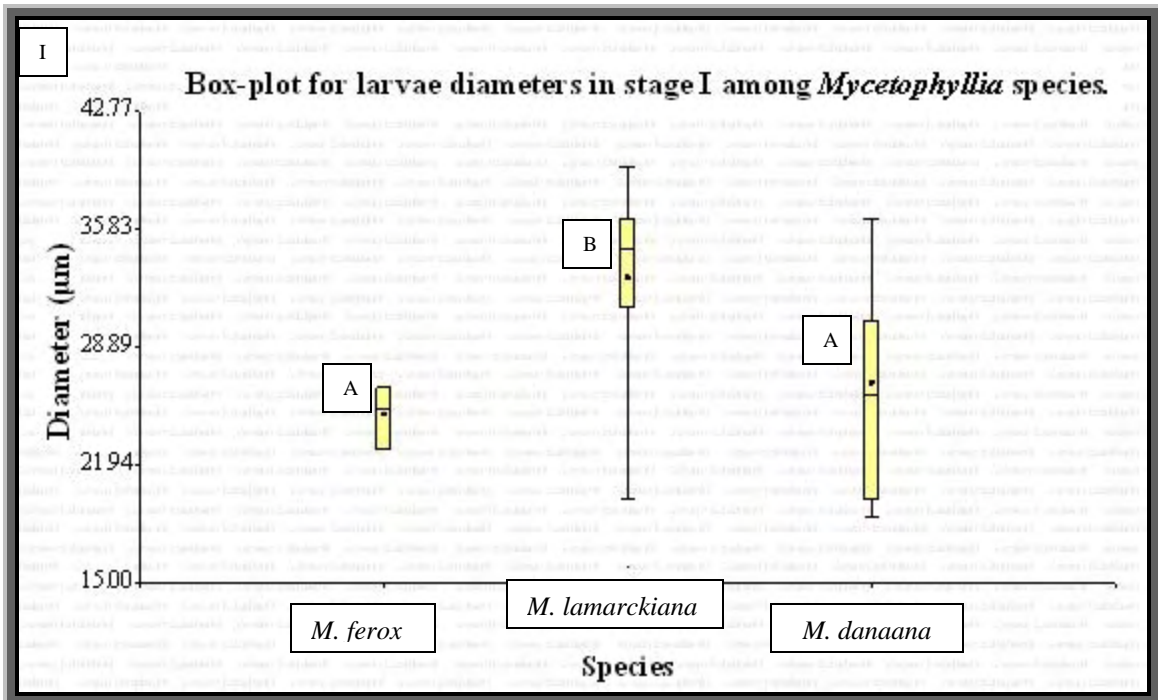 I
Box-plot for larvae diameters in stage I among Mycetophyllia species.
42.77
35.83
28.89
21.94
15.00
Diameter (µm)
A
B
A
M. ferox
M. lamarckiana
M. danaana
Species